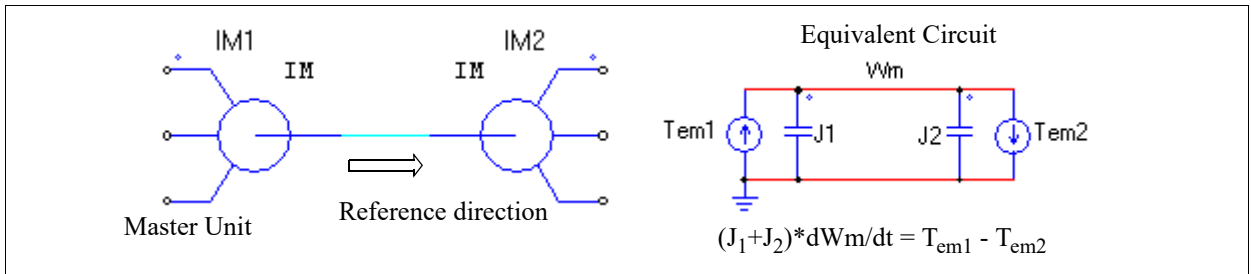 IM1
IM
IM
IM2
Master Unit
Reference direction
Equivalent Circuit
Wm
Tem1
J1
J2
Tem2
(J1+J2)*dWm/dt = Tem1 - Tem2